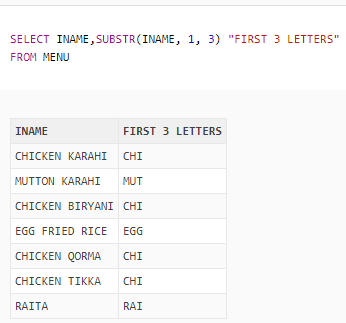 SELECT INAME,SUBSTR(INAME, 1, 3) "FIRST 3 LETTERS"
FROM MENU
INAME FIRST 3 LETTERS
CHICKEN KARAHI CHI
MUTTON KARAHI MUT
CHICKEN BIRYANI CHI
EGG FRIED RICE EGG
CHICKEN QORMA CHI
CHICKEN TIKKA CHI
RAITA RAI